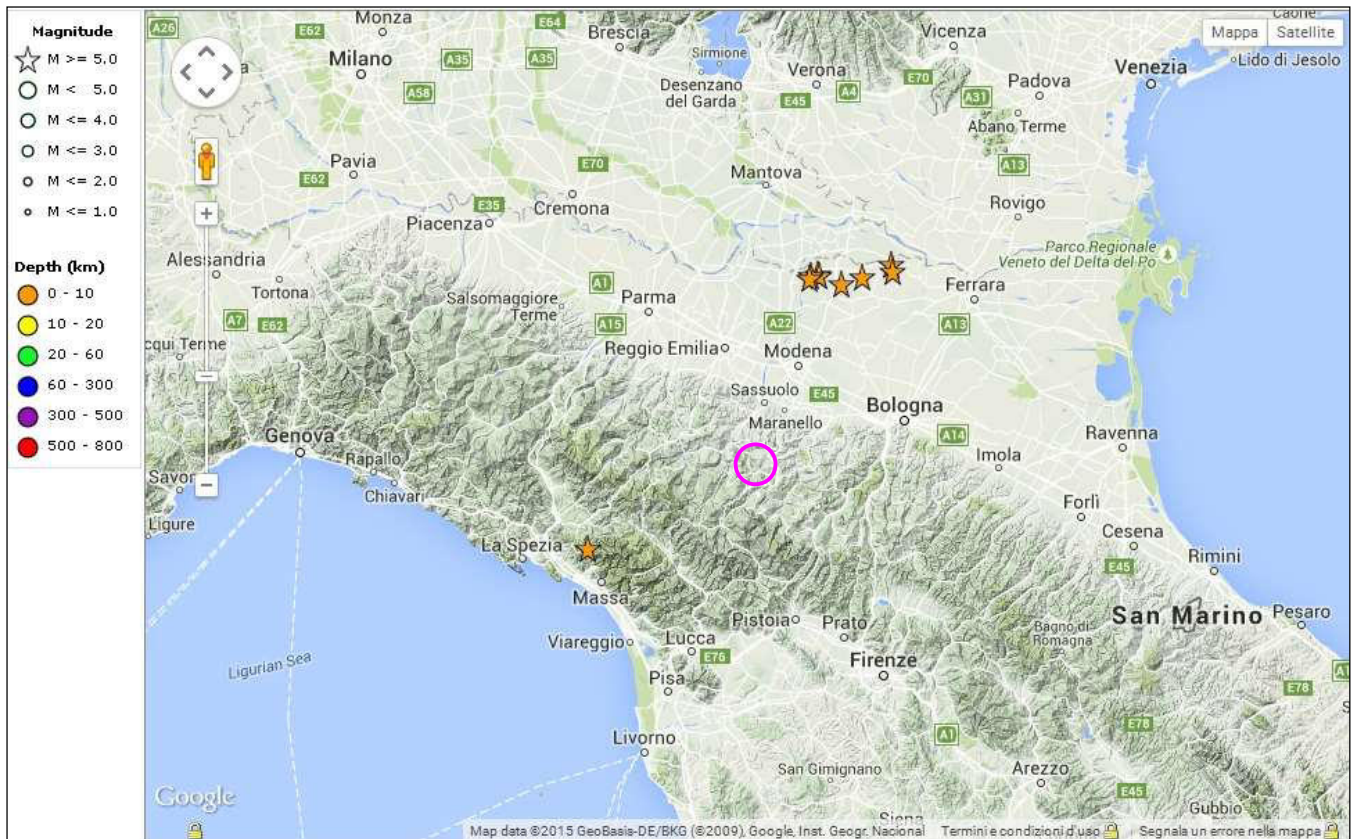 Magnitude
M >= 5.0
M < 5.0
M <= 4.0
M <= 3.0
M <= 2.0
M <= 1.0
Depth (km)
0 - 10
10 - 20
20 - 60
60 - 300
300 - 500
500 - 800
Mappa
Satellite
A26
Monza
E62
E64
Brescia
Vicenza
Caorle
Milano
A35
A35
Sirmione
Verona
E70
Padova
Venezia
Lido di Jesolo
A58
Desenzano
del Garda
E45
A4
A31
Abano Terme
Pavia
E62
E70
Mantova
A13
Rovigo
E35
Cremona
Piacenza
Parco Regionale
Veneto del Delta del Po
Alessandria
Tortona
Salsomaggiore
Terme
A1
Parma
Ferrara
A7
E62
A15
A22
A13
cqui Terme
Reggio Emilia
Modena
Sassuolo
E45
Maranello
Bologna
A14
Ravenna
Genova
Rapallo
Imola
Savor
Chiavari
Forlì
Ligure
Cesena
La Spezia
E45
Rimini
Massa
San Marino
Pesaro
Pistoia
Prato
Bagno di
Romagna
Viareggio
Lucca
E76
Firenze
Ligurian Sea
Pisa
E78
E78
Livorno
A1
San Gimignano
Arezzo
E45
Gubbio
Siena
Google
Map data ©2015 GeoBasis-DE/BKG (©2009), Google, Inst. Geogr. Nacional
Termini e condizioni d'uso
Segnala un errore nella mappa